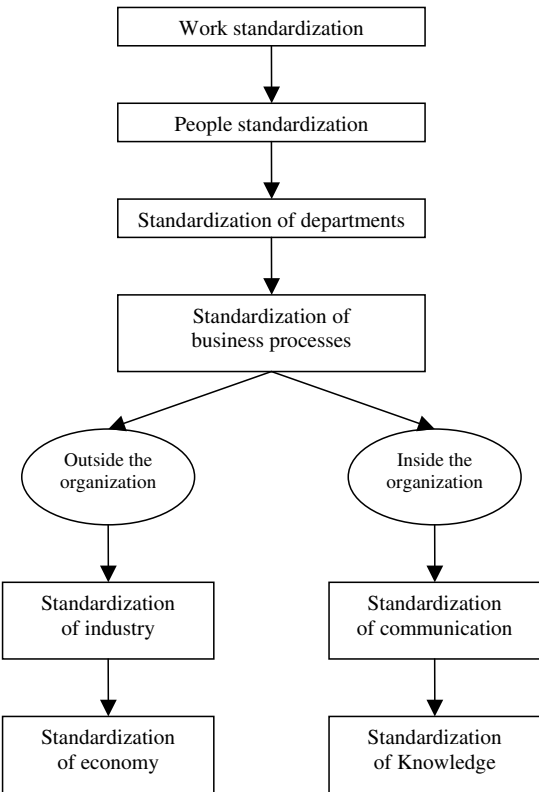 Work standardization
People standardization
Standardization of departments
Standardization of
business processes
Outside the
organization
Inside the
organization
Standardization
of industry
Standardization
of communication
Standardization
of economy
Standardization
of Knowledge